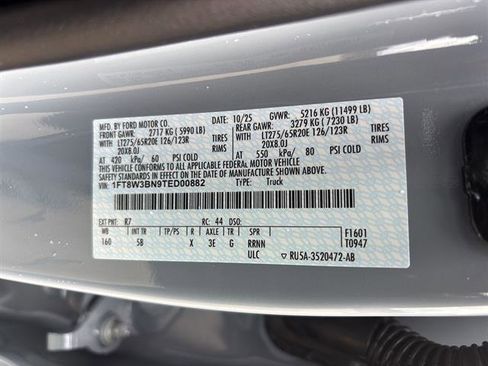 MFD. BY FORD MOTOR CO. 10/25 GVWR: 5216 KG (11499 LB)
FRONT GAWR: 2717 KG (5990 LB) REAR GAWR: 3279 KG (7230 LB)
WITH LT275/65R20E 126/123R TIRES WITH LT275/65R20E 126/123R TIRES
20X8.0J RIMS 20X8.0J RIMS
AT 420 kPa/ 60 PSI COLD AT 550 kPa/ 80 PSI COLD
THIS VEHICLE CONFORMS TO ALL APPLICABLE FEDERAL MOTOR VEHICLE
SAFETY STANDARDS IN EFFECT ON THE DATE OF MANUFACTURE SHOWN ABOVE.
VIN: 1FT8W3BN9TED00882 TYPE: Truck
EXT PNT: R7 RC: 44 DSO:
WB INT TR TP/PS R AXLE TR SPR F1601
160 5B X 3E G RRNN T0947
ULC RU5A-3520472-AB